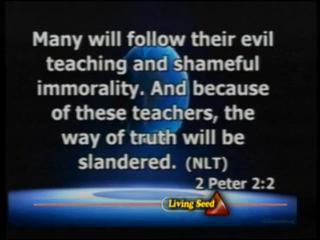 Many will follow their evil
teaching and shameful
immorality. And because
of these teachers, the
way of truth will be
slandered. (NLT)
2 Peter 2:2
Living Seed